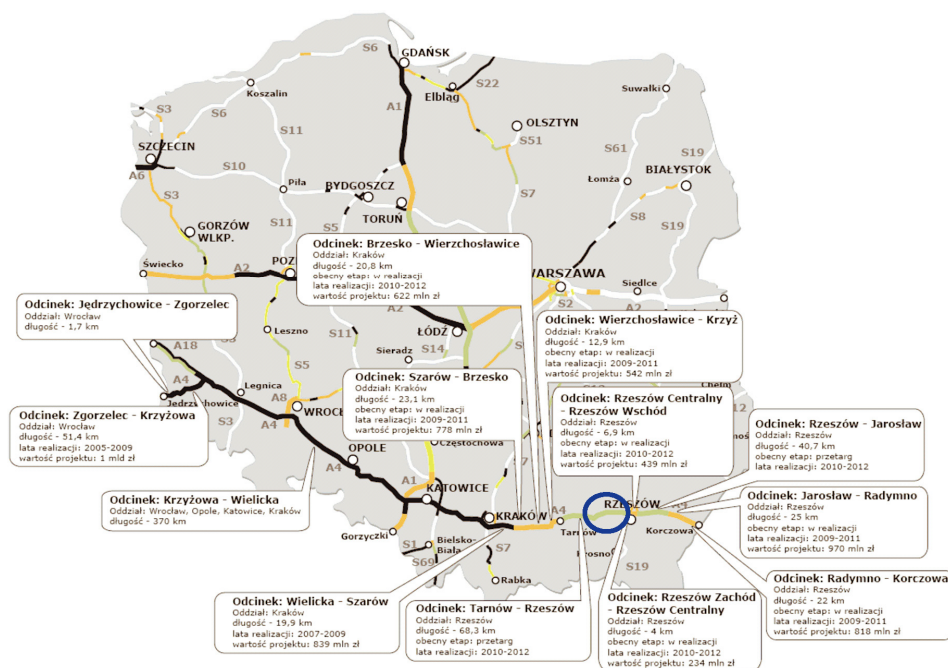 GDAŃSK
S6
Koszalin
Elbląg
S22
Suwałki
S3
S6
A1
OLSZTYN
S51
S11
SZCZECIN
S10
S61
S19
A6
S3
Piła
BYDGOSZCZ
Łomża
BIAŁYSTOK
S7
TORUŃ
S8
S11
S5
S19
GORZÓW
WLKP.
Świecko
A2
POZ
Odcinek: Brzesko - Wierzchosławice
Oddział: Kraków
długość - 20,8 km
obecny etap: w realizacji
lata realizacji: 2010-2012
wartość projektu: 622 mln zł
WARSZAWA
Siedlce
S2
A2
A2
Odcinek: Jędrzychowice - Zgorzelec
Oddział: Wrocław
długość - 1,7 km
Leszno
S11
ŁÓDŹ
Sieradz
S14
Odcinek: Wierzchosławice - Krzyż
Oddział: Kraków
długość - 12,9 km
obecny etap: w realizacji
lata realizacji: 2009-2011
wartość projektu: 542 mln zł
A18
S5
A4
Legnica
Jędrzychowice
S3
A8
WROCŁ
A4
Odcinek: Szarów - Brzesko
Oddział: Kraków
długość - 23,1 km
obecny etap: w realizacji
lata realizacji: 2009-2011
wartość projektu: 778 mln zł
Chełm
12
Odcinek: Rzeszów Centralny
- Rzeszów Wschód
Oddział: Rzeszów
długość - 6,9 km
obecny etap: w realizacji
lata realizacji: 2010-2012
wartość projektu: 439 mln zł
Odcinek: Zgorzelec - Krzyżowa
Oddział: Wrocław
długość - 51,4 km
lata realizacji: 2005-2009
wartość projektu: 1 mld zł
Odcinek: Rzeszów - Jarosław
Oddział: Rzeszów
długość - 40,7 km
obecny etap: przetarg
lata realizacji: 2010-2012
Częstochowa
OPOLE
A4
A1
KATOWICE
Odcinek: Krzyżowa - Wielicka
Oddział: Wrocław, Opole, Katowice, Kraków
długość - 370 km
Odcinek: Jarosław - Radymno
Oddział: Rzeszów
długość - 25 km
obecny etap: w realizacji
lata realizacji: 2009-2011
wartość projektu: 970 mln zł
KRAKÓW
A4
RZESZÓW
Gorzyczki
S1
Bielsko-
Biała
S69
S7
Rabka
Tarnów
Krosno
S19
Korczowa
Odcinek: Radymno - Korczowa
Oddział: Rzeszów
długość - 22 km
obecny etap: w realizacji
lata realizacji: 2009-2011
wartość projektu: 818 mln zł
Odcinek: Wielicka - Szarów
Oddział: Kraków
długość - 19,9 km
lata realizacji: 2007-2009
wartość projektu: 839 mln zł
Odcinek: Tarnów - Rzeszów
Oddział: Rzeszów
długość - 68,3 km
obecny etap: przetarg
lata realizacji: 2010-2012
Odcinek: Rzeszów Zachód
- Rzeszów Centralny
Oddział: Rzeszów
długość - 4 km
obecny etap: w realizacji
lata realizacji: 2010-2012
wartość projektu: 234 mln zł